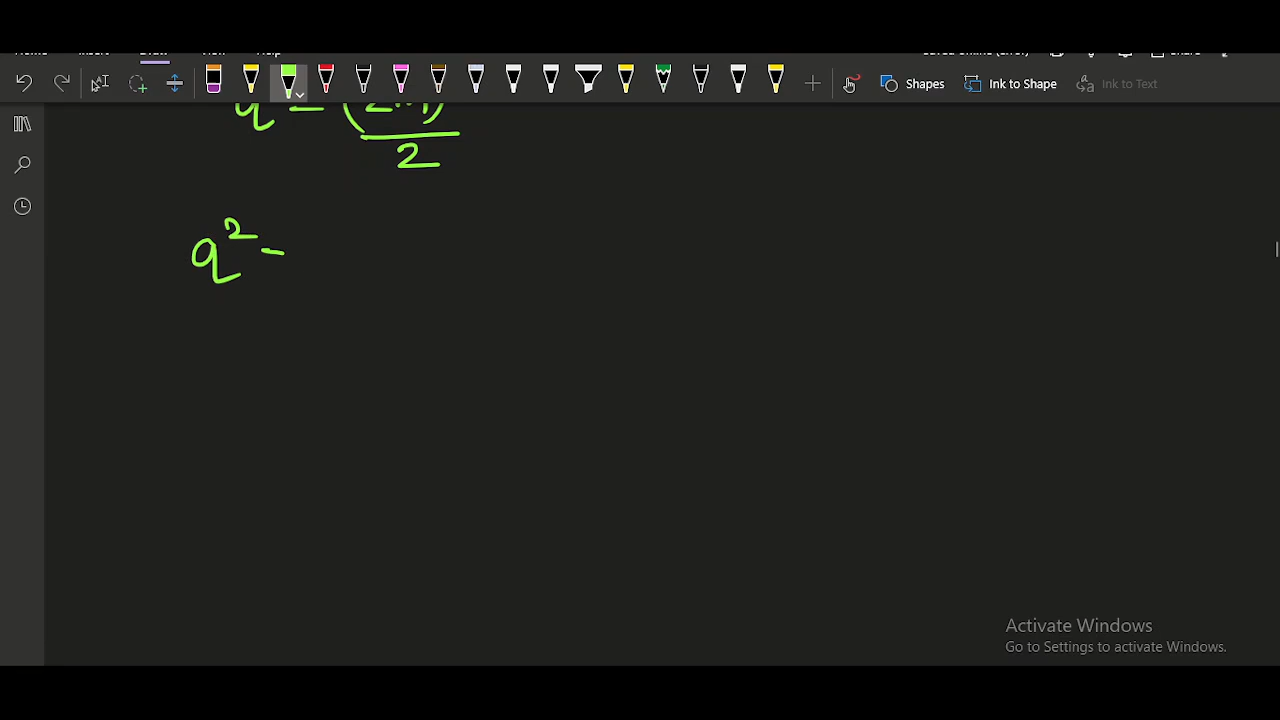 Shapes Ink to Shape Ink to Text
2
q² -
Activate Windows
Go to Settings to activate Windows.